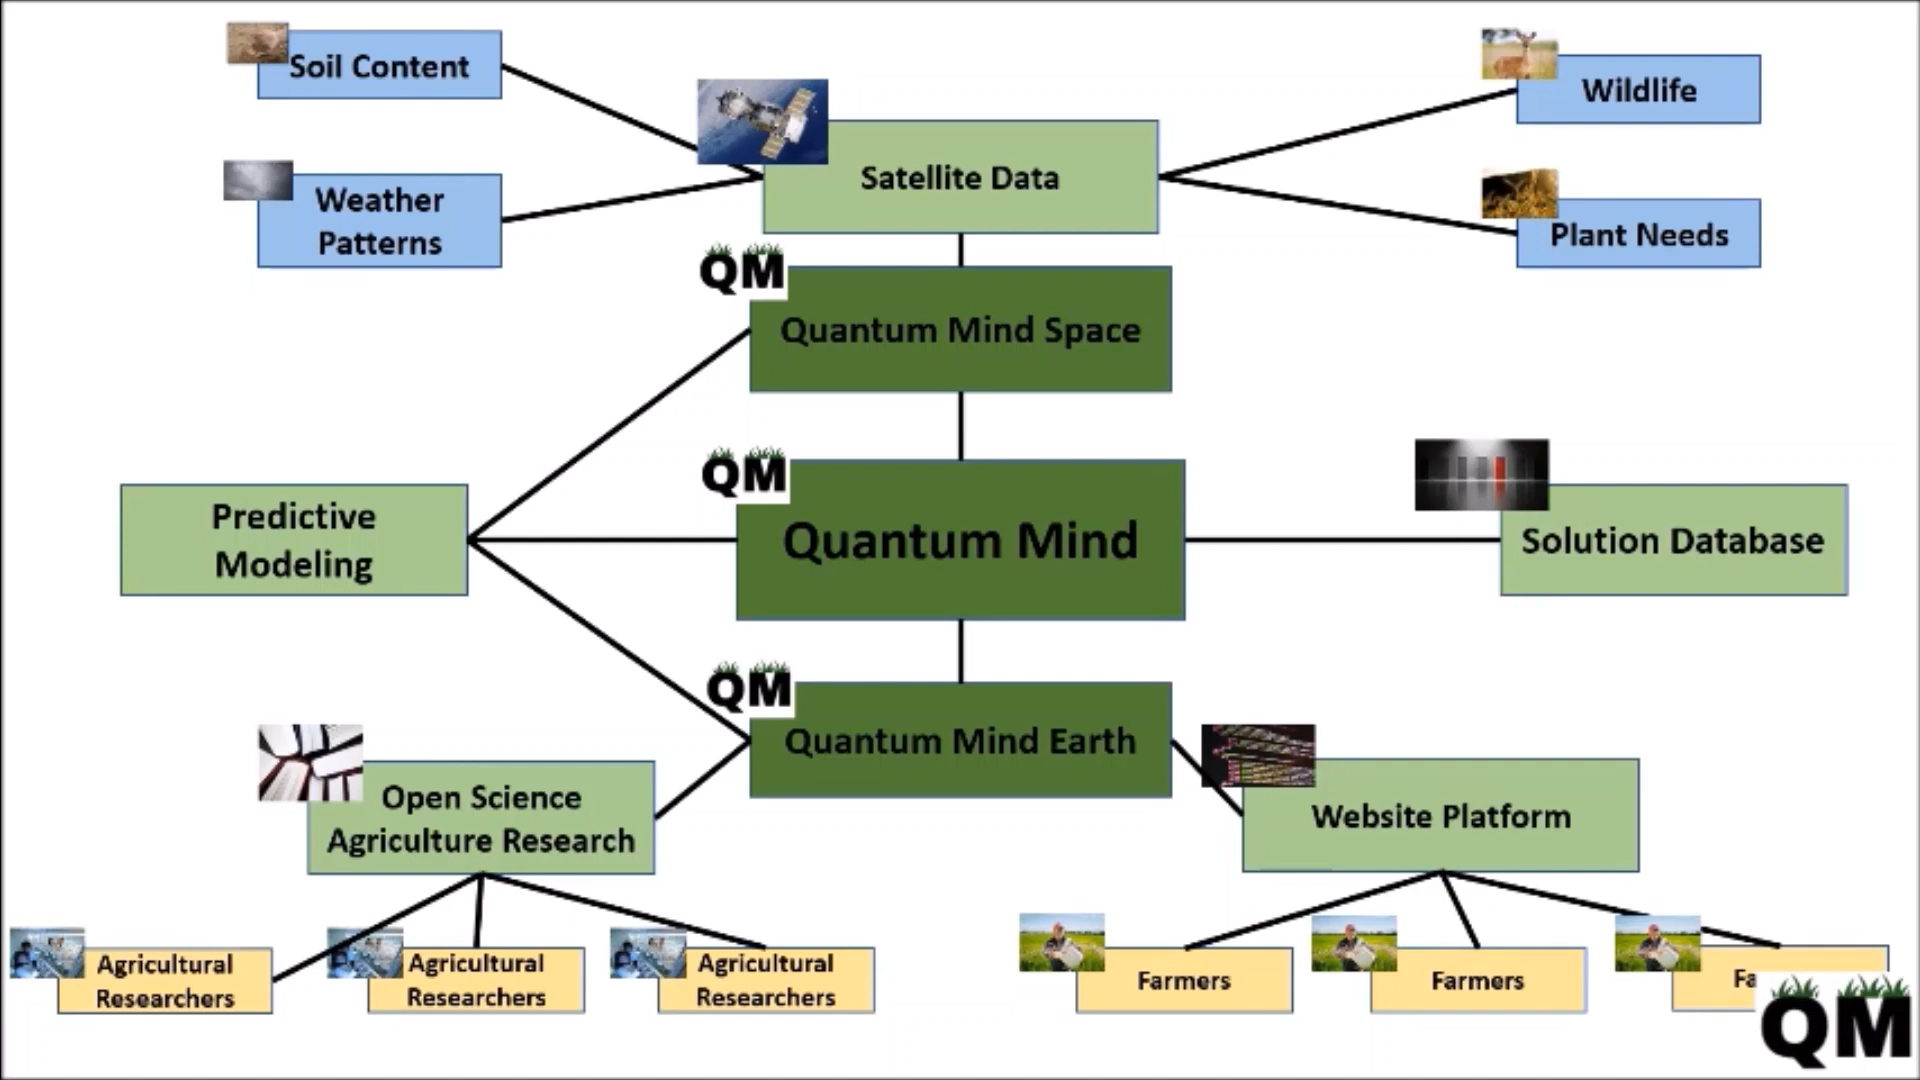 Soil Content
Wildlife
Satellite Data
Weather
Patterns
Plant Needs
QM
Quantum Mind Space
QM
Predictive
Modeling
Quantum Mind
Solution Database
QM
Quantum Mind Earth
Open Science
Agriculture Research
Website Platform
Agricultural
Researchers
Agricultural
Researchers
Agricultural
Researchers
Farmers
Farmers
QM